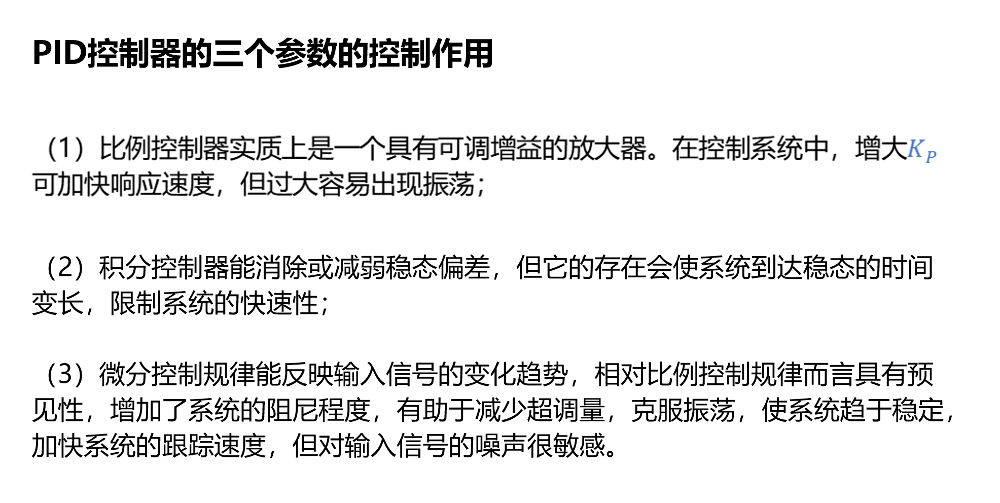 PID控制器的三个参数的控制作用
（1）比例控制器实质上是一个具有可调增益的放大器。在控制系统中，增大K_P
可加快响应速度，但过大容易出现振荡；
（2）积分控制器能消除或减弱稳态偏差，但它的存在会使系统到达稳态的时间
变长，限制系统的快速性；
（3）微分控制规律能反映输入信号的变化趋势，相对比例控制规律而言具有预
见性，增加了系统的阻尼程度，有助于减少超调量，克服振荡，使系统趋于稳定，
加快系统的跟踪速度，但对输入信号的噪声很敏感。